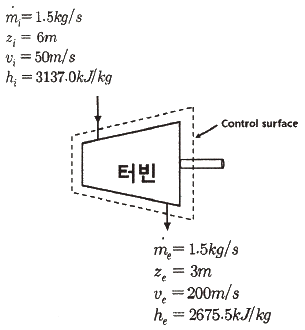 ṁᵢ = 1.5kg/s
zᵢ = 6m
vᵢ = 50m/s
hᵢ = 3137.0kJ/kg
Control surface
터빈
ṁₑ = 1.5kg/s
zₑ = 3m
vₑ = 200m/s
hₑ = 2675.5kJ/kg